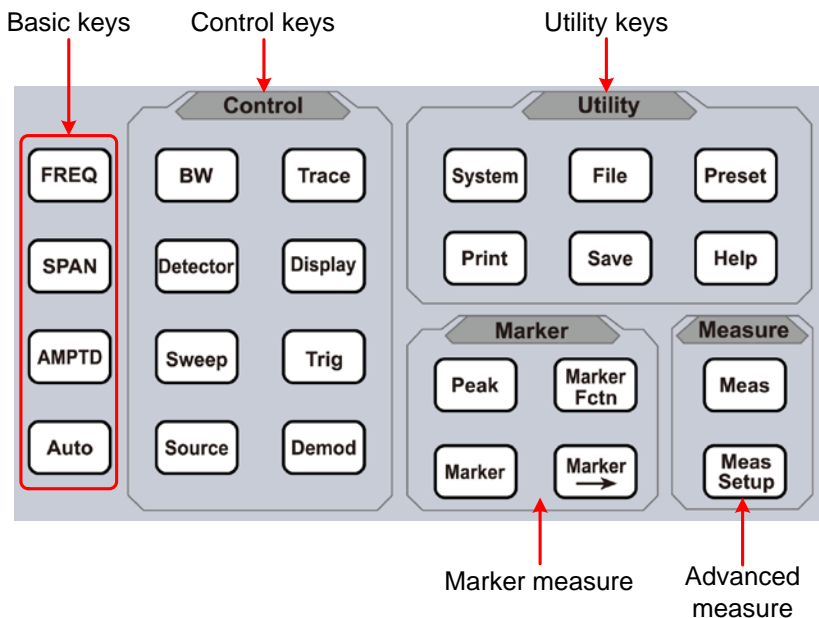 Basic keys
Control keys
Utility keys
Control
Utility
FREQ
BW
Trace
System
File
Preset
SPAN
Detector
Display
Print
Save
Help
Marker
Measure
AMPTD
Sweep
Trig
Peak
Marker
Fctn
Meas
Auto
Source
Demod
Marker
Marker
Meas
Setup
Marker measure
Advanced
measure